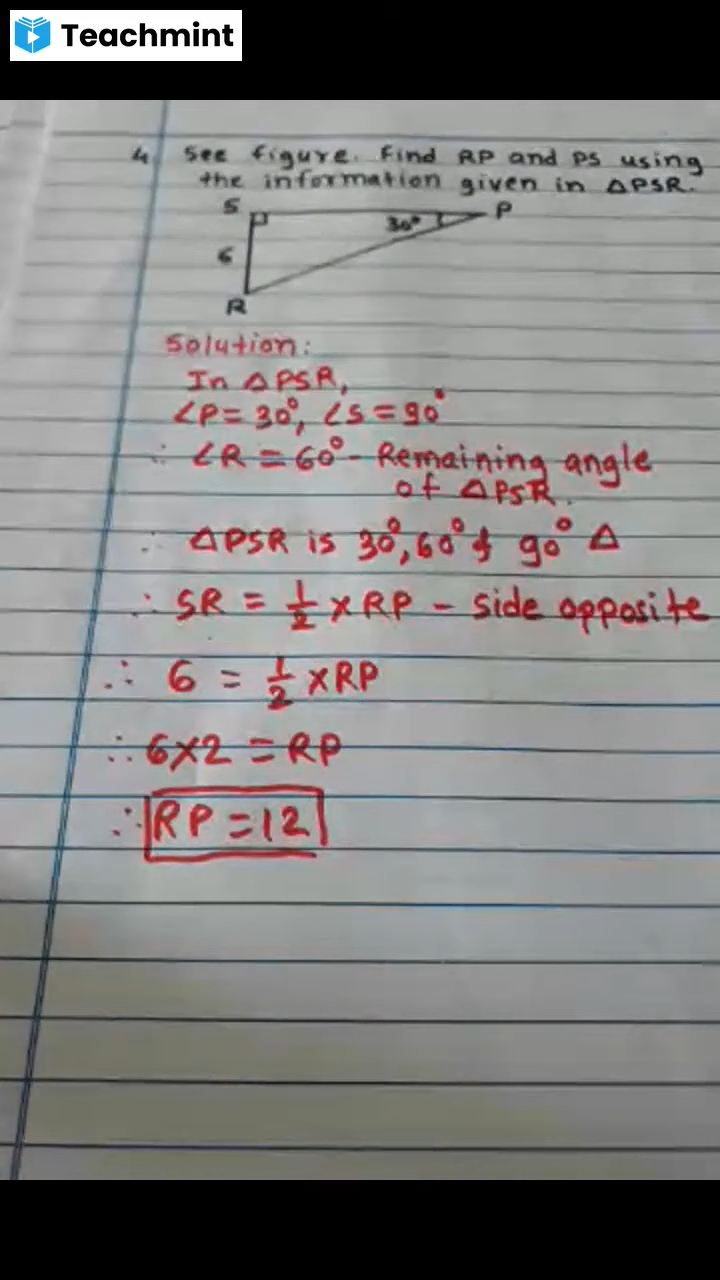 Teachmint
4. See figure. Find RP and PS using
the information given in △PSR.
S
P
30°
6
R
Solution:
In △PSR,
∠P = 30°, ∠S = 90°
∴ ∠R = 60° - Remaining angle
of △PSR.
∴ △PSR is 30°, 60° & 90° △
∴ SR = 1/2 × RP - side opposite
∴ 6 = 1/2 × RP
∴ 6×2 = RP
∴ RP = 12